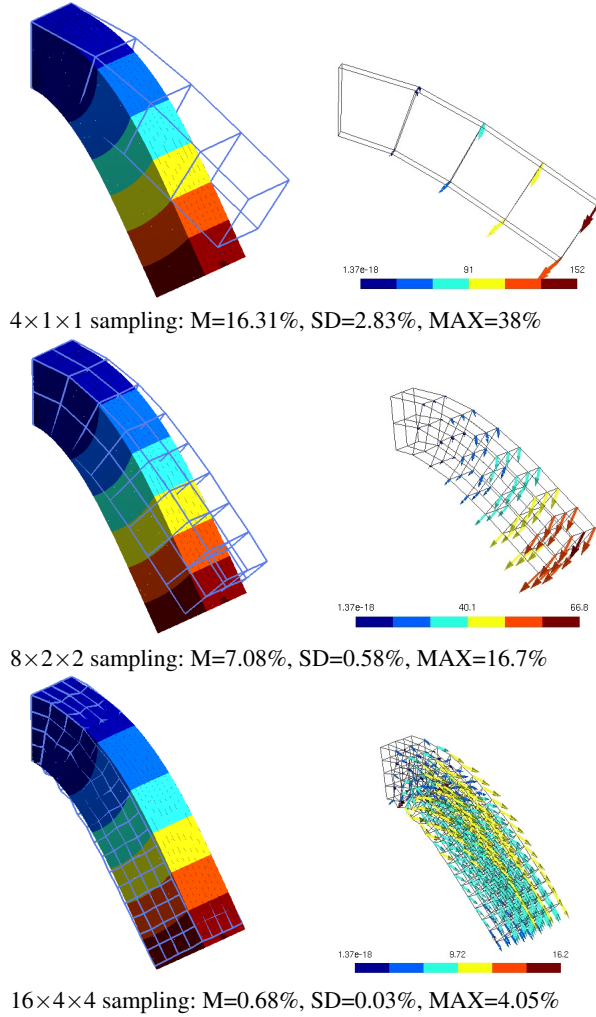 1.37e-18 91 152
4×1×1 sampling: M=16.31%, SD=2.83%, MAX=38%
1.37e-18 40.1 66.8
8×2×2 sampling: M=7.08%, SD=0.58%, MAX=16.7%
1.37e-18 9.72 16.2
16×4×4 sampling: M=0.68%, SD=0.03%, MAX=4.05%